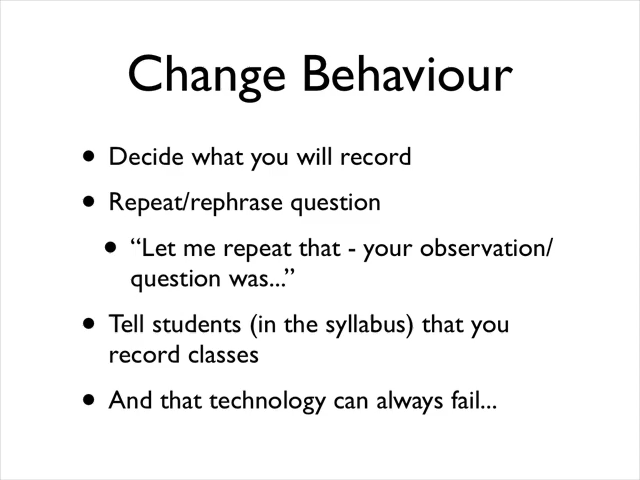 Change Behaviour
• Decide what you will record
• Repeat/rephrase question
• “Let me repeat that - your observation/
question was...”
• Tell students (in the syllabus) that you
record classes
• And that technology can always fail...